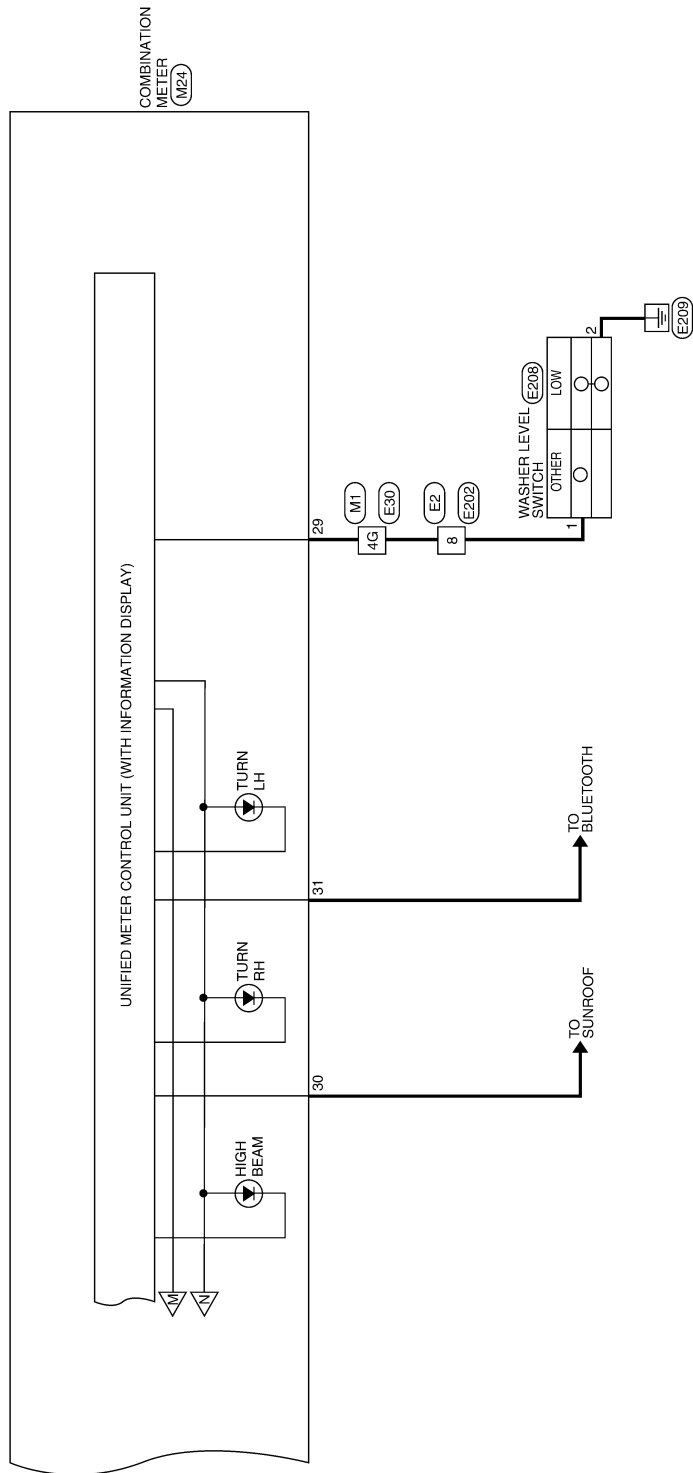 COMBINATION
METER
M24
UNIFIED METER CONTROL UNIT (WITH INFORMATION DISPLAY)
M
N
HIGH
BEAM
TURN
RH
TURN
LH
30
31
29
TO
SUNROOF
TO
BLUETOOTH
4G
M1
E30
8
E2
E202
WASHER LEVEL
SWITCH
E208
OTHER
LOW
1
2
E209